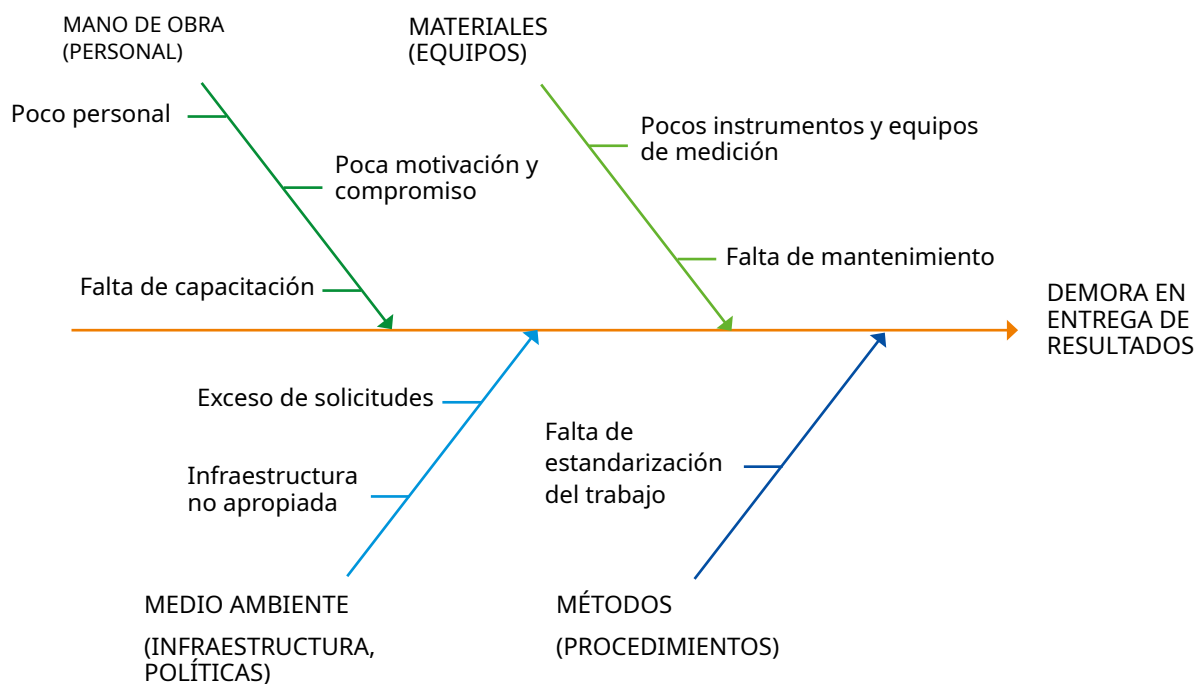 MANO DE OBRA
(PERSONAL)
MATERIALES
(EQUIPOS)
Poco personal
Poca motivación y
compromiso
Falta de capacitación
Pocos instrumentos y equipos
de medición
Falta de mantenimiento
DEMORA EN
ENTREGA DE
RESULTADOS
Exceso de solicitudes
Infraestructura
no apropiada
Falta de
estandarización
del trabajo
MEDIO AMBIENTE
(INFRAESTRUCTURA,
POLÍTICAS)
MÉTODOS
(PROCEDIMIENTOS)